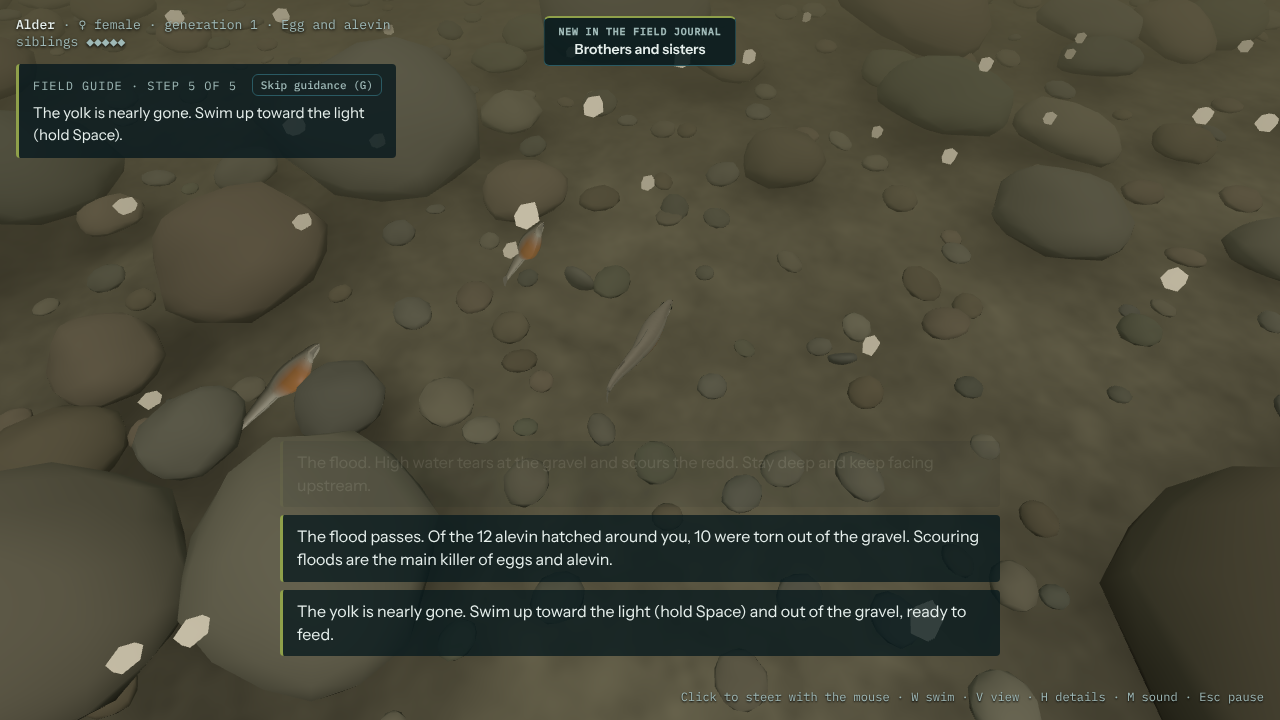 Alder · ♀ female · generation 1 · Egg and alevin
siblings ◆◆◆◆◆
NEW IN THE FIELD JOURNAL
Brothers and sisters
FIELD GUIDE · STEP 5 OF 5
Skip guidance (G)
The yolk is nearly gone. Swim up toward the light
(hold Space).
The flood. High water tears at the gravel and scours the redd. Stay deep and keep facing
upstream.
The flood passes. Of the 12 alevin hatched around you, 10 were torn out of the gravel. Scouring
floods are the main killer of eggs and alevin.
The yolk is nearly gone. Swim up toward the light (hold Space) and out of the gravel, ready to
feed.
Click to steer with the mouse · W swim · V view · H details · M sound · Esc pause